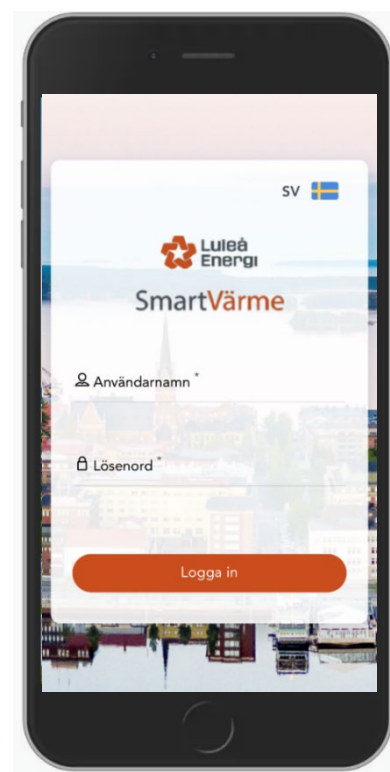 SV
Luleå
Energi
SmartVärme
Användarnamn *
Lösenord *
Logga in